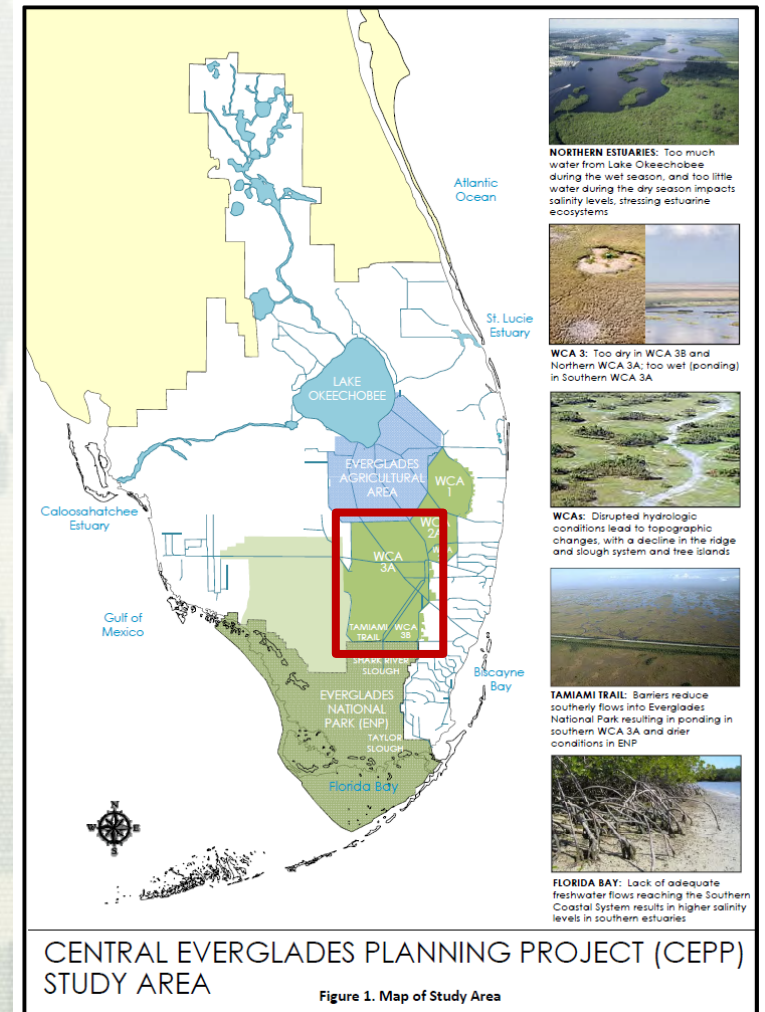 Atlantic
Ocean
St. Lucie
Estuary
LAKE
OKEECHOBEE
EVERGLADES
AGRICULTURAL
AREA
WCA
1
WCA
2A
WCA
3A
Caloosahatchee
Estuary
Gulf of
Mexico
TAMIAMI
TRAIL
WCA
3B
SHARK RIVER
SLOUGH
Biscayne
Bay
EVERGLADES
NATIONAL
PARK (ENP)
TAYLOR
SLOUGH
Florida Bay
N
W
E
S
NORTHERN ESTUARIES: Too much
water from Lake Okeechobee
during the wet season, and too little
water during the dry season impacts
salinity levels, stressing estuarine
ecosystems
WCA 3: Too dry in WCA 3B and
Northern WCA 3A; too wet (ponding)
in Southern WCA 3A
WCAs: Disrupted hydrologic
conditions lead to topographic
changes, with a decline in the ridge
and slough system and tree islands
TAMIAMI TRAIL: Barriers reduce
southerly flows into Everglades
National Park resulting in ponding in
southern WCA 3A and drier
conditions in ENP
FLORIDA BAY: Lack of adequate
freshwater flows reaching the Southern
Coastal System results in higher salinity
levels in southern estuaries
CENTRAL EVERGLADES PLANNING PROJECT (CEPP)
STUDY AREA
Figure 1. Map of Study Area